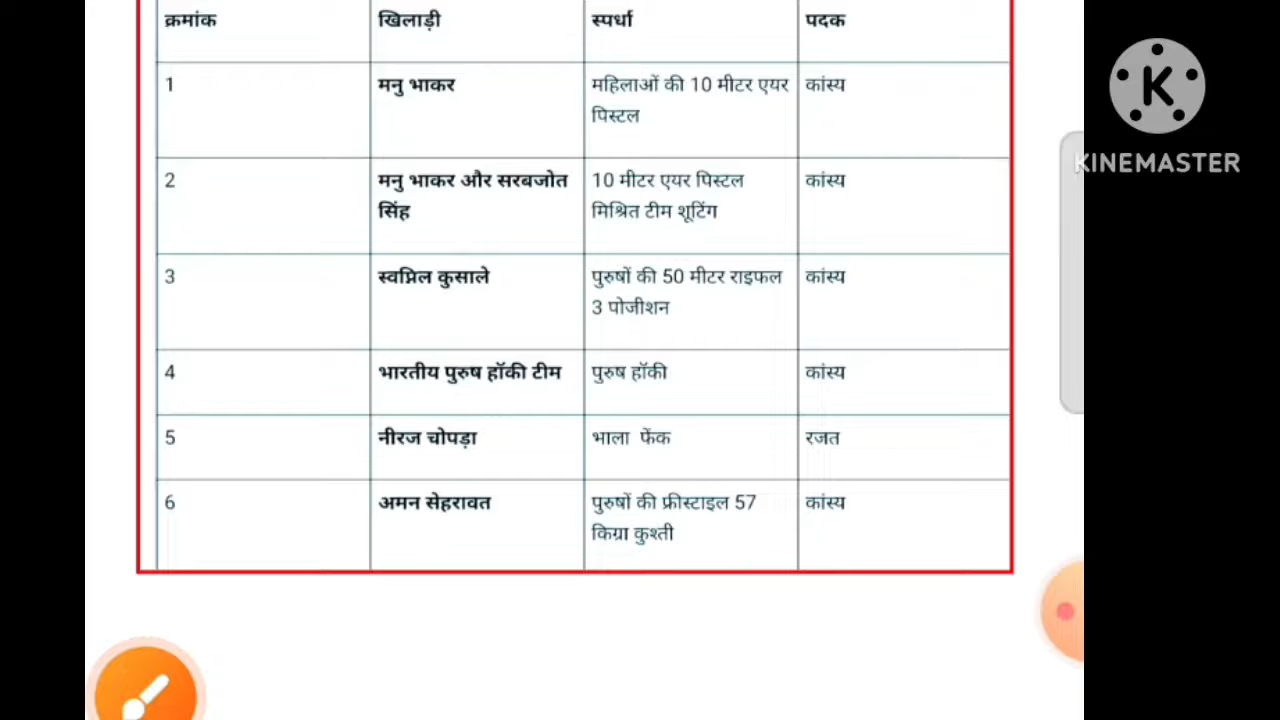 क्रमांक खिलाड़ी स्पर्धा पदक
1 मनु भाकर महिलाओं की 10 मीटर एयर कांस्य
पिस्टल
2 मनु भाकर और सरबजोत 10 मीटर एयर पिस्टल कांस्य
सिंह मिश्रित टीम शूटिंग
3 स्वप्निल कुसाले पुरुषों की 50 मीटर राइफल कांस्य
3 पोजीशन
4 भारतीय पुरुष हॉकी टीम पुरुष हॉकी कांस्य
5 नीरज चोपड़ा भाला फेंक रजत
6 अमन सेहरावत पुरुषों की फ्रीस्टाइल 57 कांस्य
किग्रा कुश्ती
K
KINEMASTER